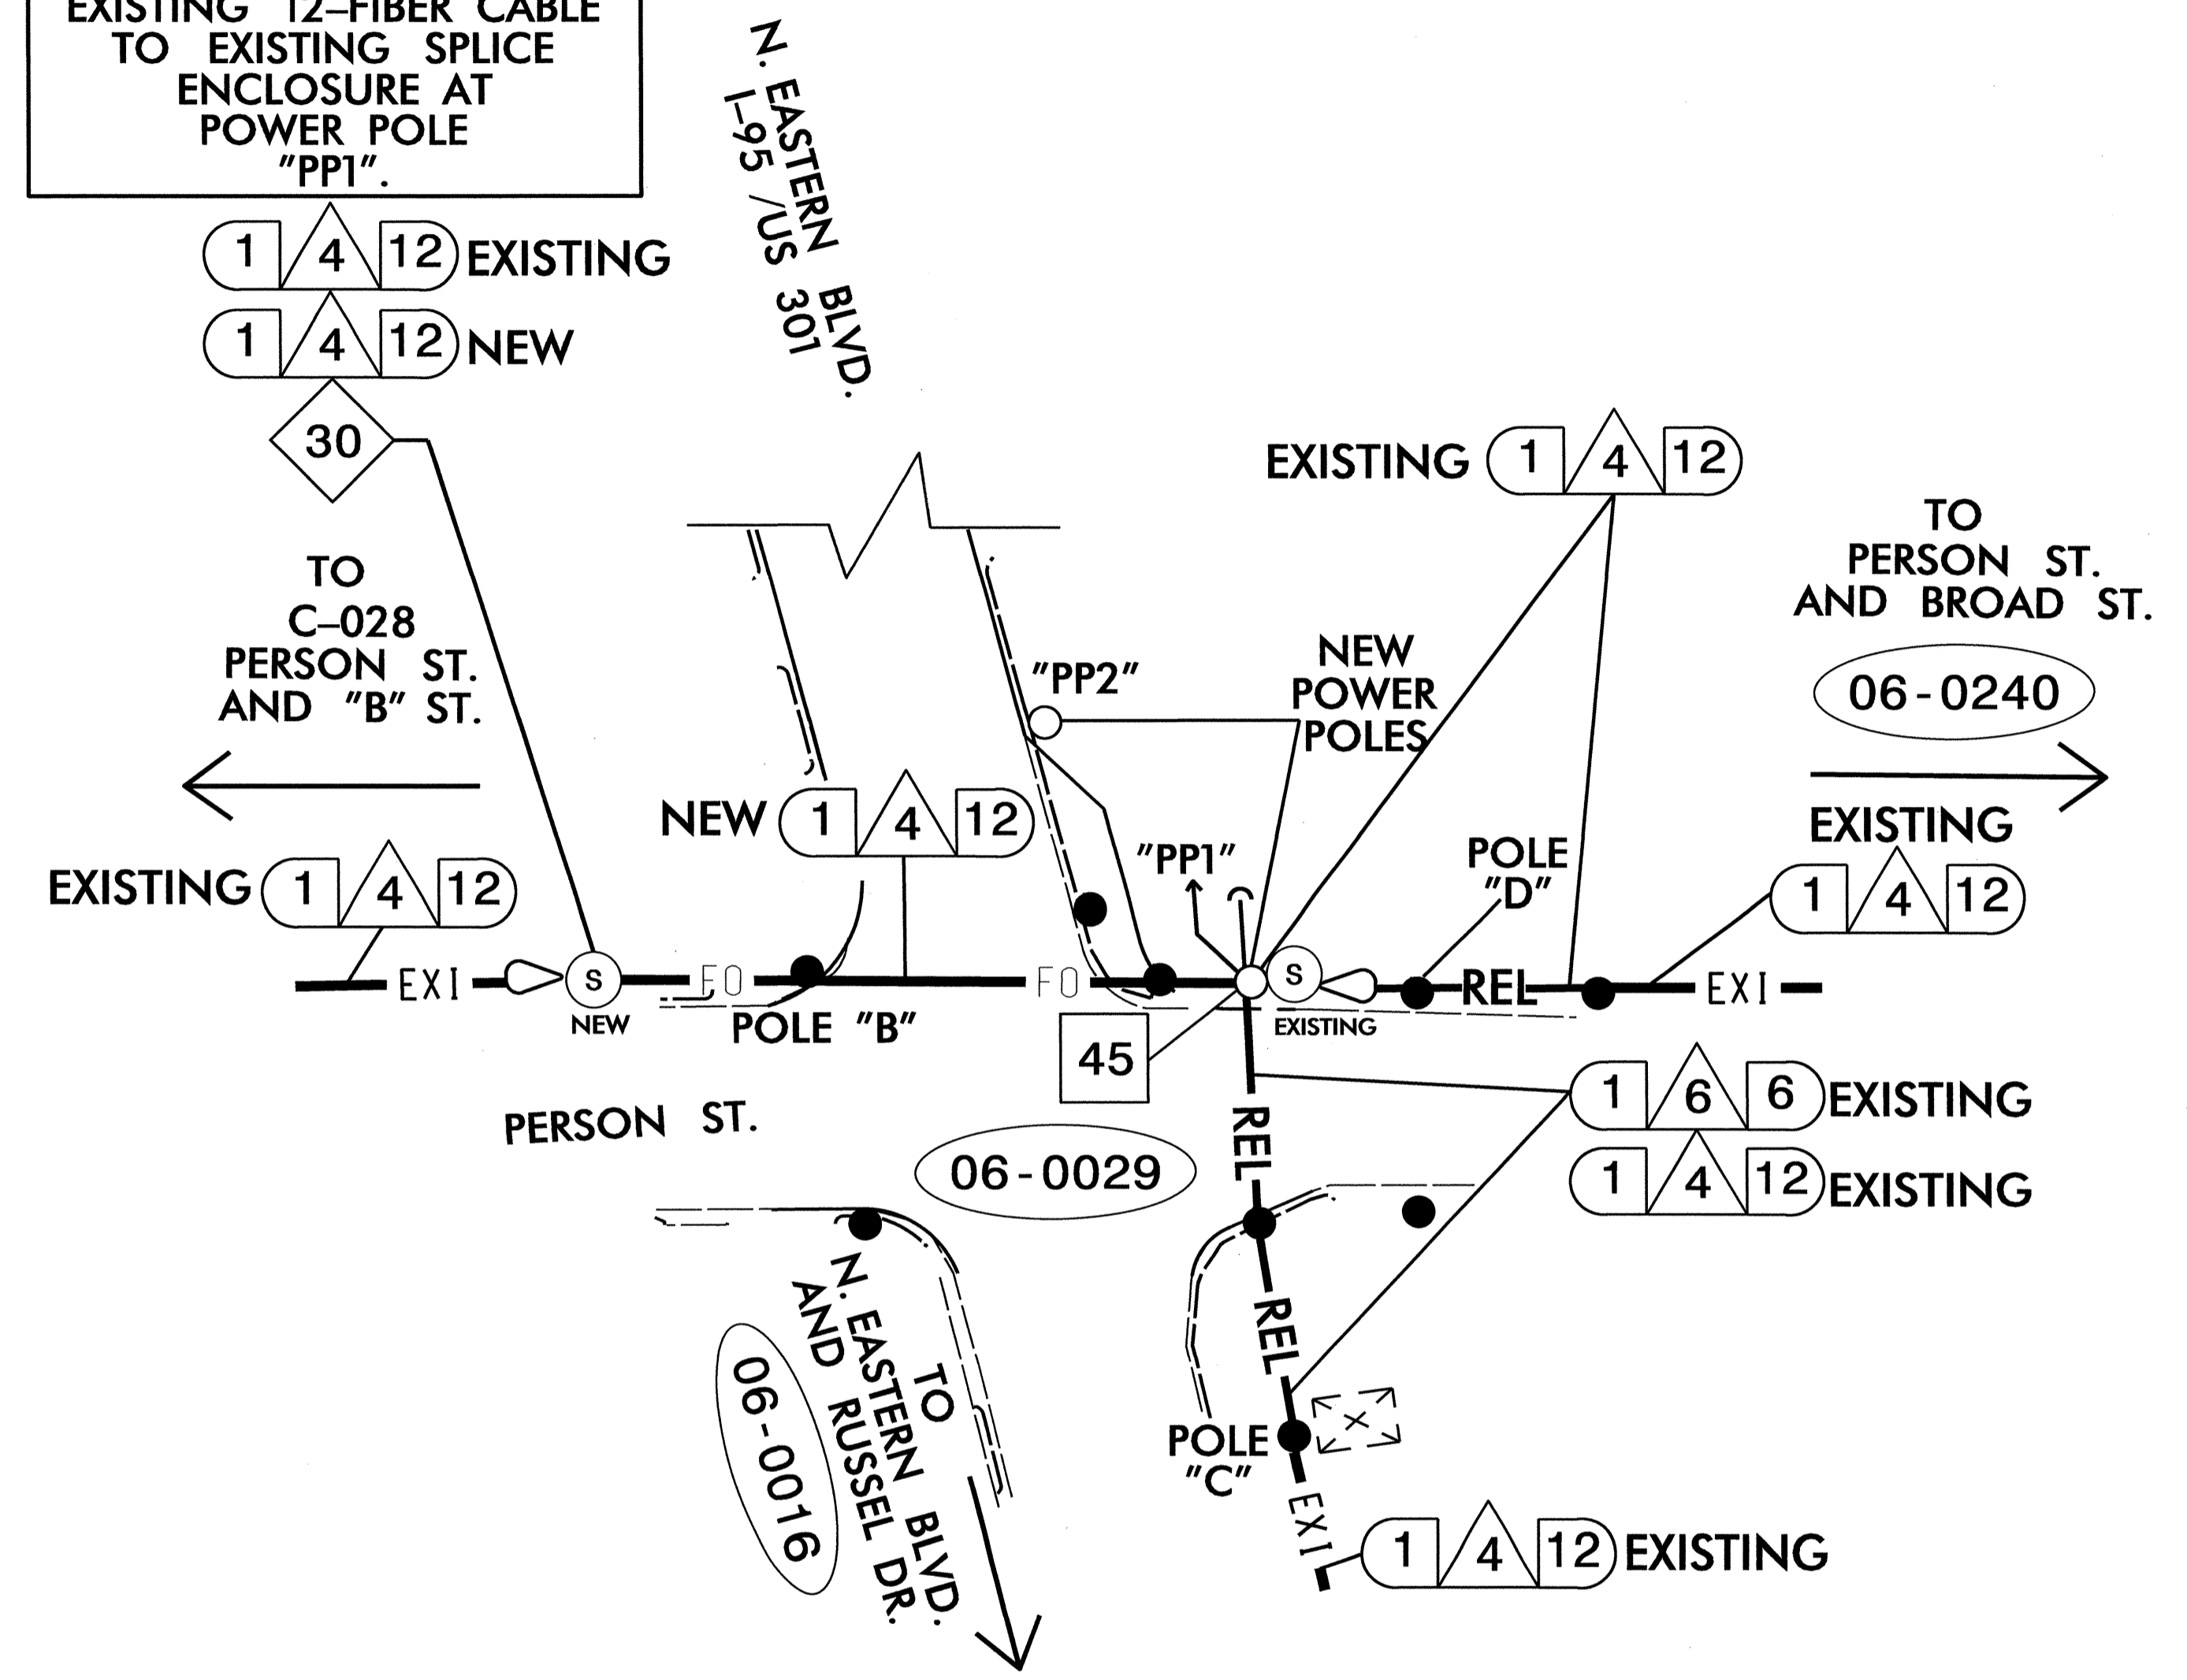 EXISTING 12–FIBER CABLE
TO EXISTING SPLICE
ENCLOSURE AT
POWER POLE
"PP1".
1 4 12 EXISTING
1 4 12 NEW
30
N. EASTERN BLVD.
I–95 /US 301
EXISTING 1 4 12
TO
PERSON ST.
AND BROAD ST.
06-0240
TO
C–028
PERSON ST.
AND "B" ST.
"PP2"
NEW
POWER
POLES
NEW 1 4 12
EXISTING
1 4 12
EXISTING 1 4 12
"PP1"
POLE
"D"
EXI
S
NEW
FO
POLE "B"
FO
S
EXISTING
REL
EXI
45
PERSON ST.
06-0029
REL
1 6 6 EXISTING
1 4 12 EXISTING
REL
TO
N. EASTERN BLVD.
AND RUSSEL DR.
06-0016
POLE
"C"
X
EXI
1 4 12 EXISTING